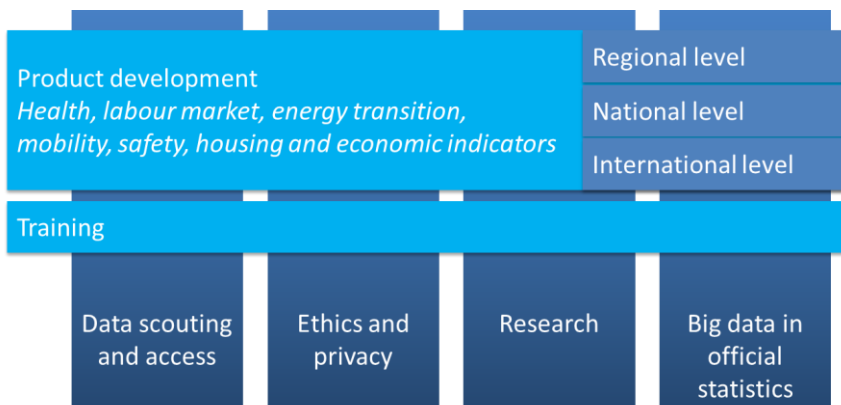 Product development
Health, labour market, energy transition,
mobility, safety, housing and economic indicators
Regional level
National level
International level
Training
Data scouting
and access
Ethics and
privacy
Research
Big data in
official
statistics